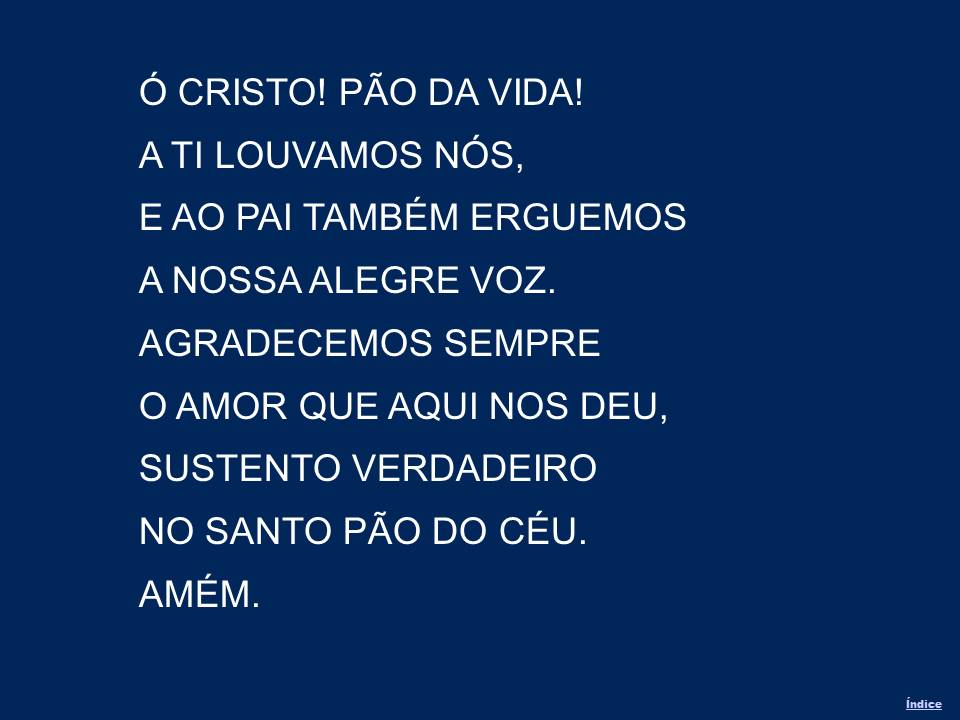 Ó CRISTO! PÃO DA VIDA!
A TI LOUVAMOS NÓS,
E AO PAI TAMBÉM ERGUEMOS
A NOSSA ALEGRE VOZ.
AGRADECEMOS SEMPRE
O AMOR QUE AQUI NOS DEU,
SUSTENTO VERDADEIRO
NO SANTO PÃO DO CÉU.
AMÉM.
Índice